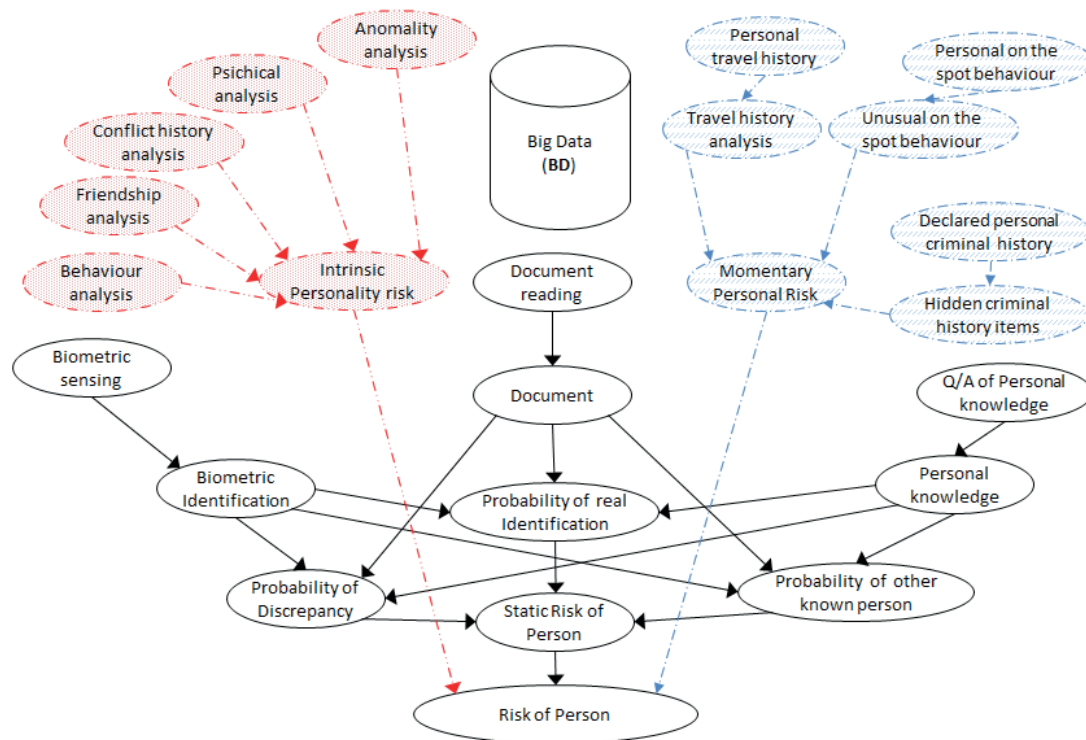 Anomality
analysis
Psichical
analysis
Conflict history
analysis
Friendship
analysis
Behaviour
analysis
Intrinsic
Personality risk
Big Data
(BD)
Personal
travel history
Personal on the
spot behaviour
Travel history
analysis
Unusual on the
spot behaviour
Declared personal
criminal history
Momentary
Personal Risk
Hidden criminal
history items
Document
reading
Biometric
sensing
Document
Q/A of Personal
knowledge
Biometric
Identification
Probability of real
Identification
Personal
knowledge
Probability of
Discrepancy
Static Risk of
Person
Probability of other
known person
Risk of Person